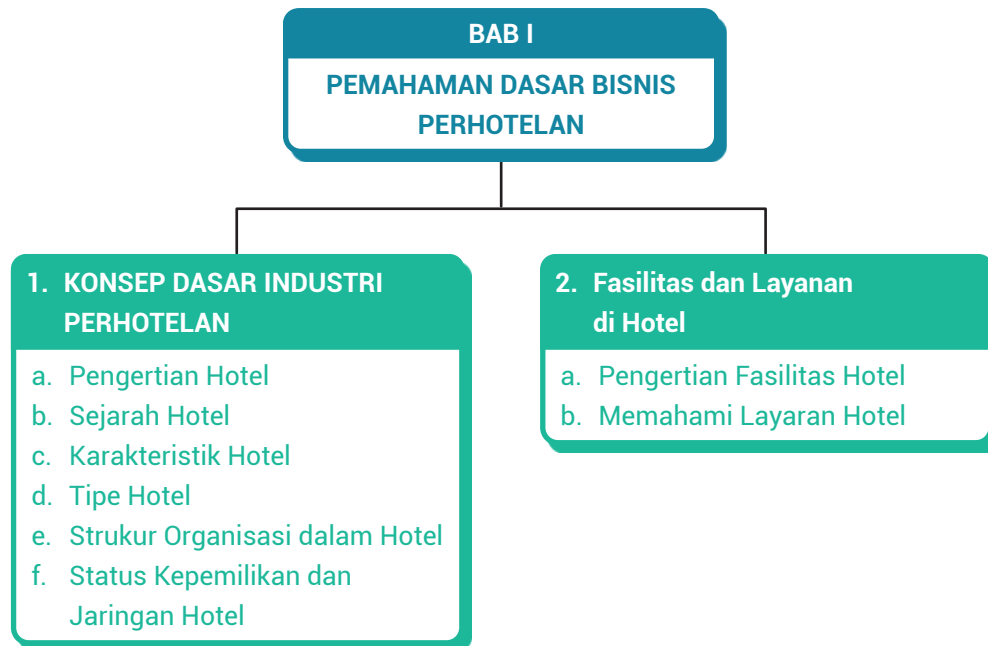 BAB I
PEMAHAMAN DASAR BISNIS
PERHOTELAN
1. KONSEP DASAR INDUSTRI
PERHOTELAN
a. Pengertian Hotel
b. Sejarah Hotel
c. Karakteristik Hotel
d. Tipe Hotel
e. Strukur Organisasi dalam Hotel
f. Status Kepemilikan dan
Jaringan Hotel
2. Fasilitas dan Layanan
di Hotel
a. Pengertian Fasilitas Hotel
b. Memahami Layaran Hotel